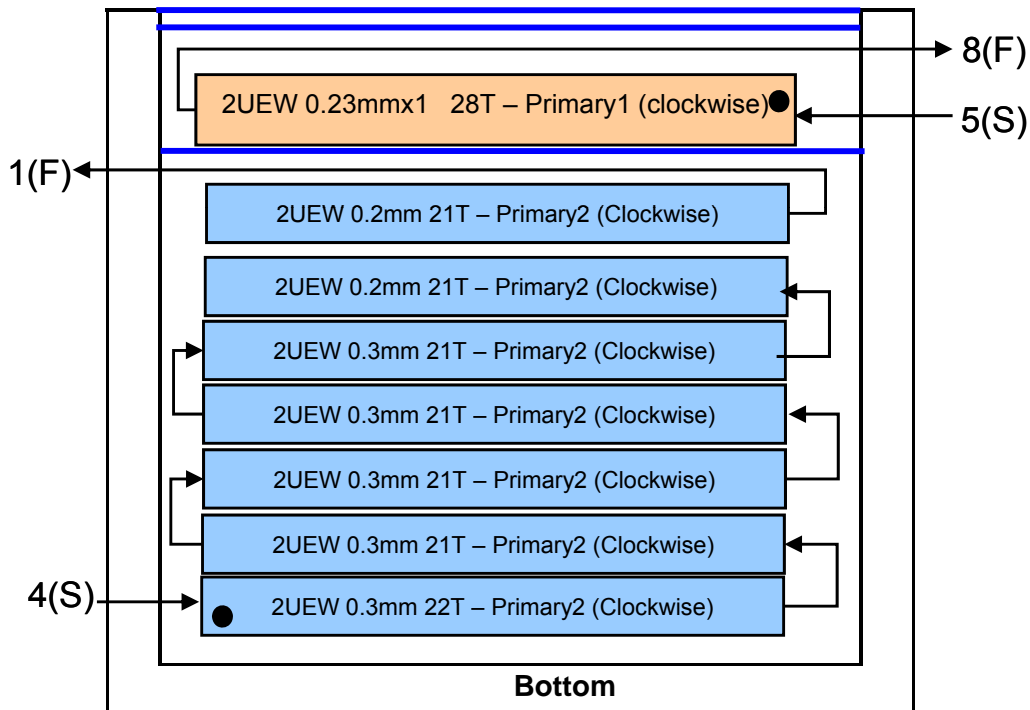 8(F)
2UEW 0.23mmx1 28T – Primary1 (clockwise)
5(S)
1(F)
2UEW 0.2mm 21T – Primary2 (Clockwise)
2UEW 0.2mm 21T – Primary2 (Clockwise)
2UEW 0.3mm 21T – Primary2 (Clockwise)
2UEW 0.3mm 21T – Primary2 (Clockwise)
2UEW 0.3mm 21T – Primary2 (Clockwise)
2UEW 0.3mm 21T – Primary2 (Clockwise)
4(S)
2UEW 0.3mm 22T – Primary2 (Clockwise)
Bottom